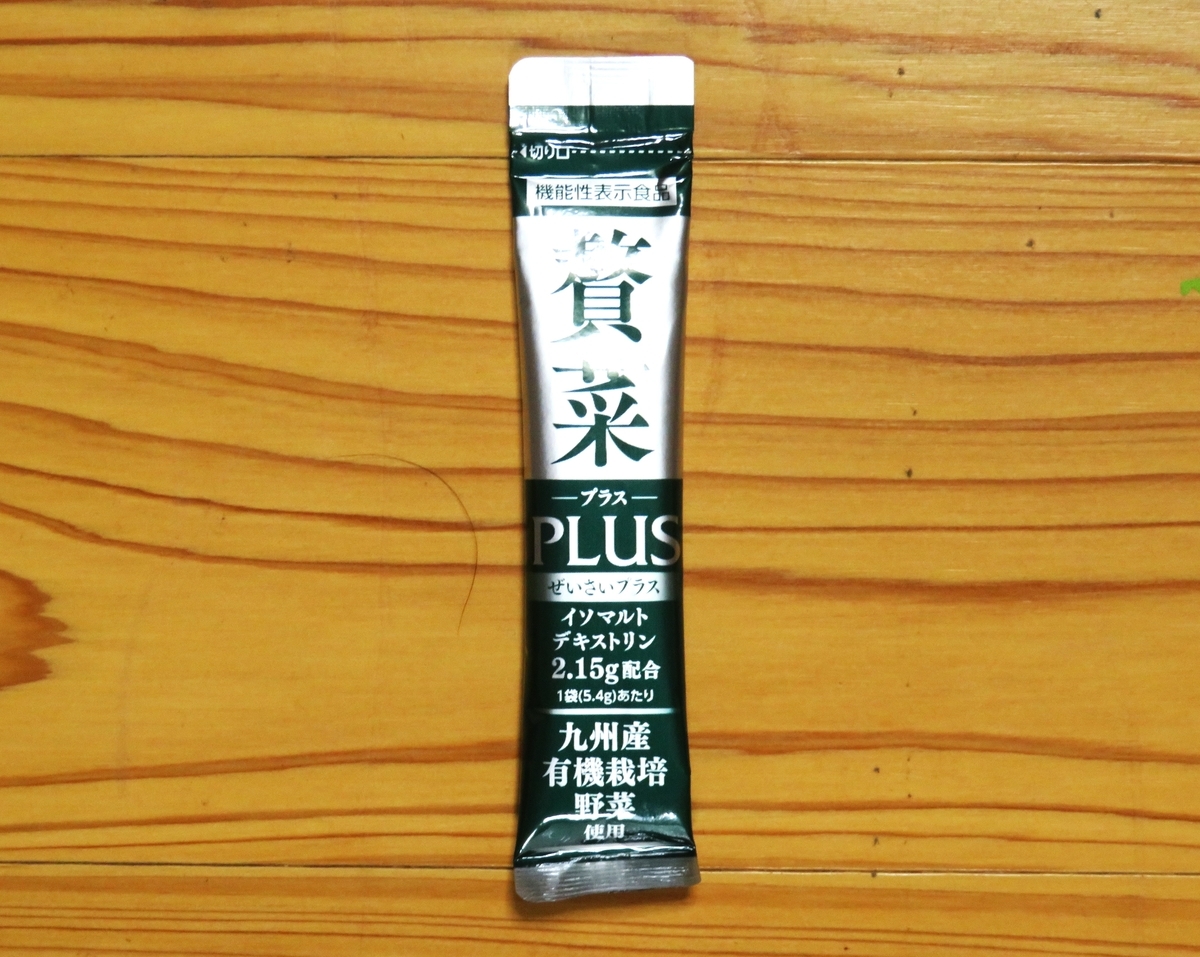 ◀切り口
機能性表示食品
贅菜
プラス
PLUS
ぜいさいプラス
イソマルト
デキストリン
2.15g配合
1袋(5.4g)あたり
九州産
有機栽培
野菜
使用